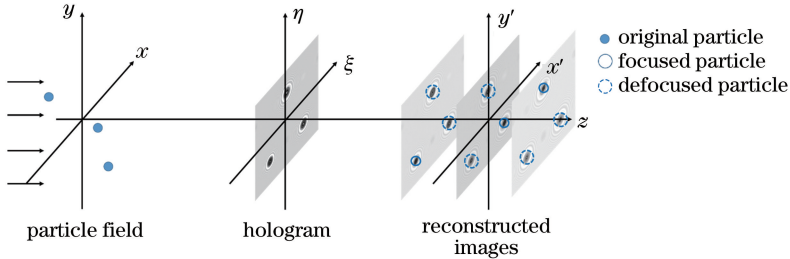 y
x
particle field
η
ξ
hologram
y′
x′
z
reconstructed
images
original particle
focused particle
defocused particle